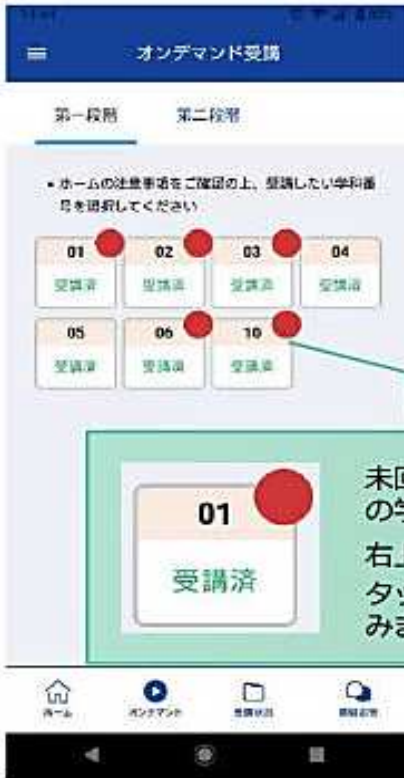 オンデマンド受講
第一段階 第二段階
• ホームの注意事項をご確認の上、受講したい学科番
号を選択してください
01 02 03 04
受講済 受講済 受講済 受講済
05 06 10
受講済 受講済 受講済
01
受講済
未回
の学
右上
タッ
みま
ホーム オンデマンド 受講状況